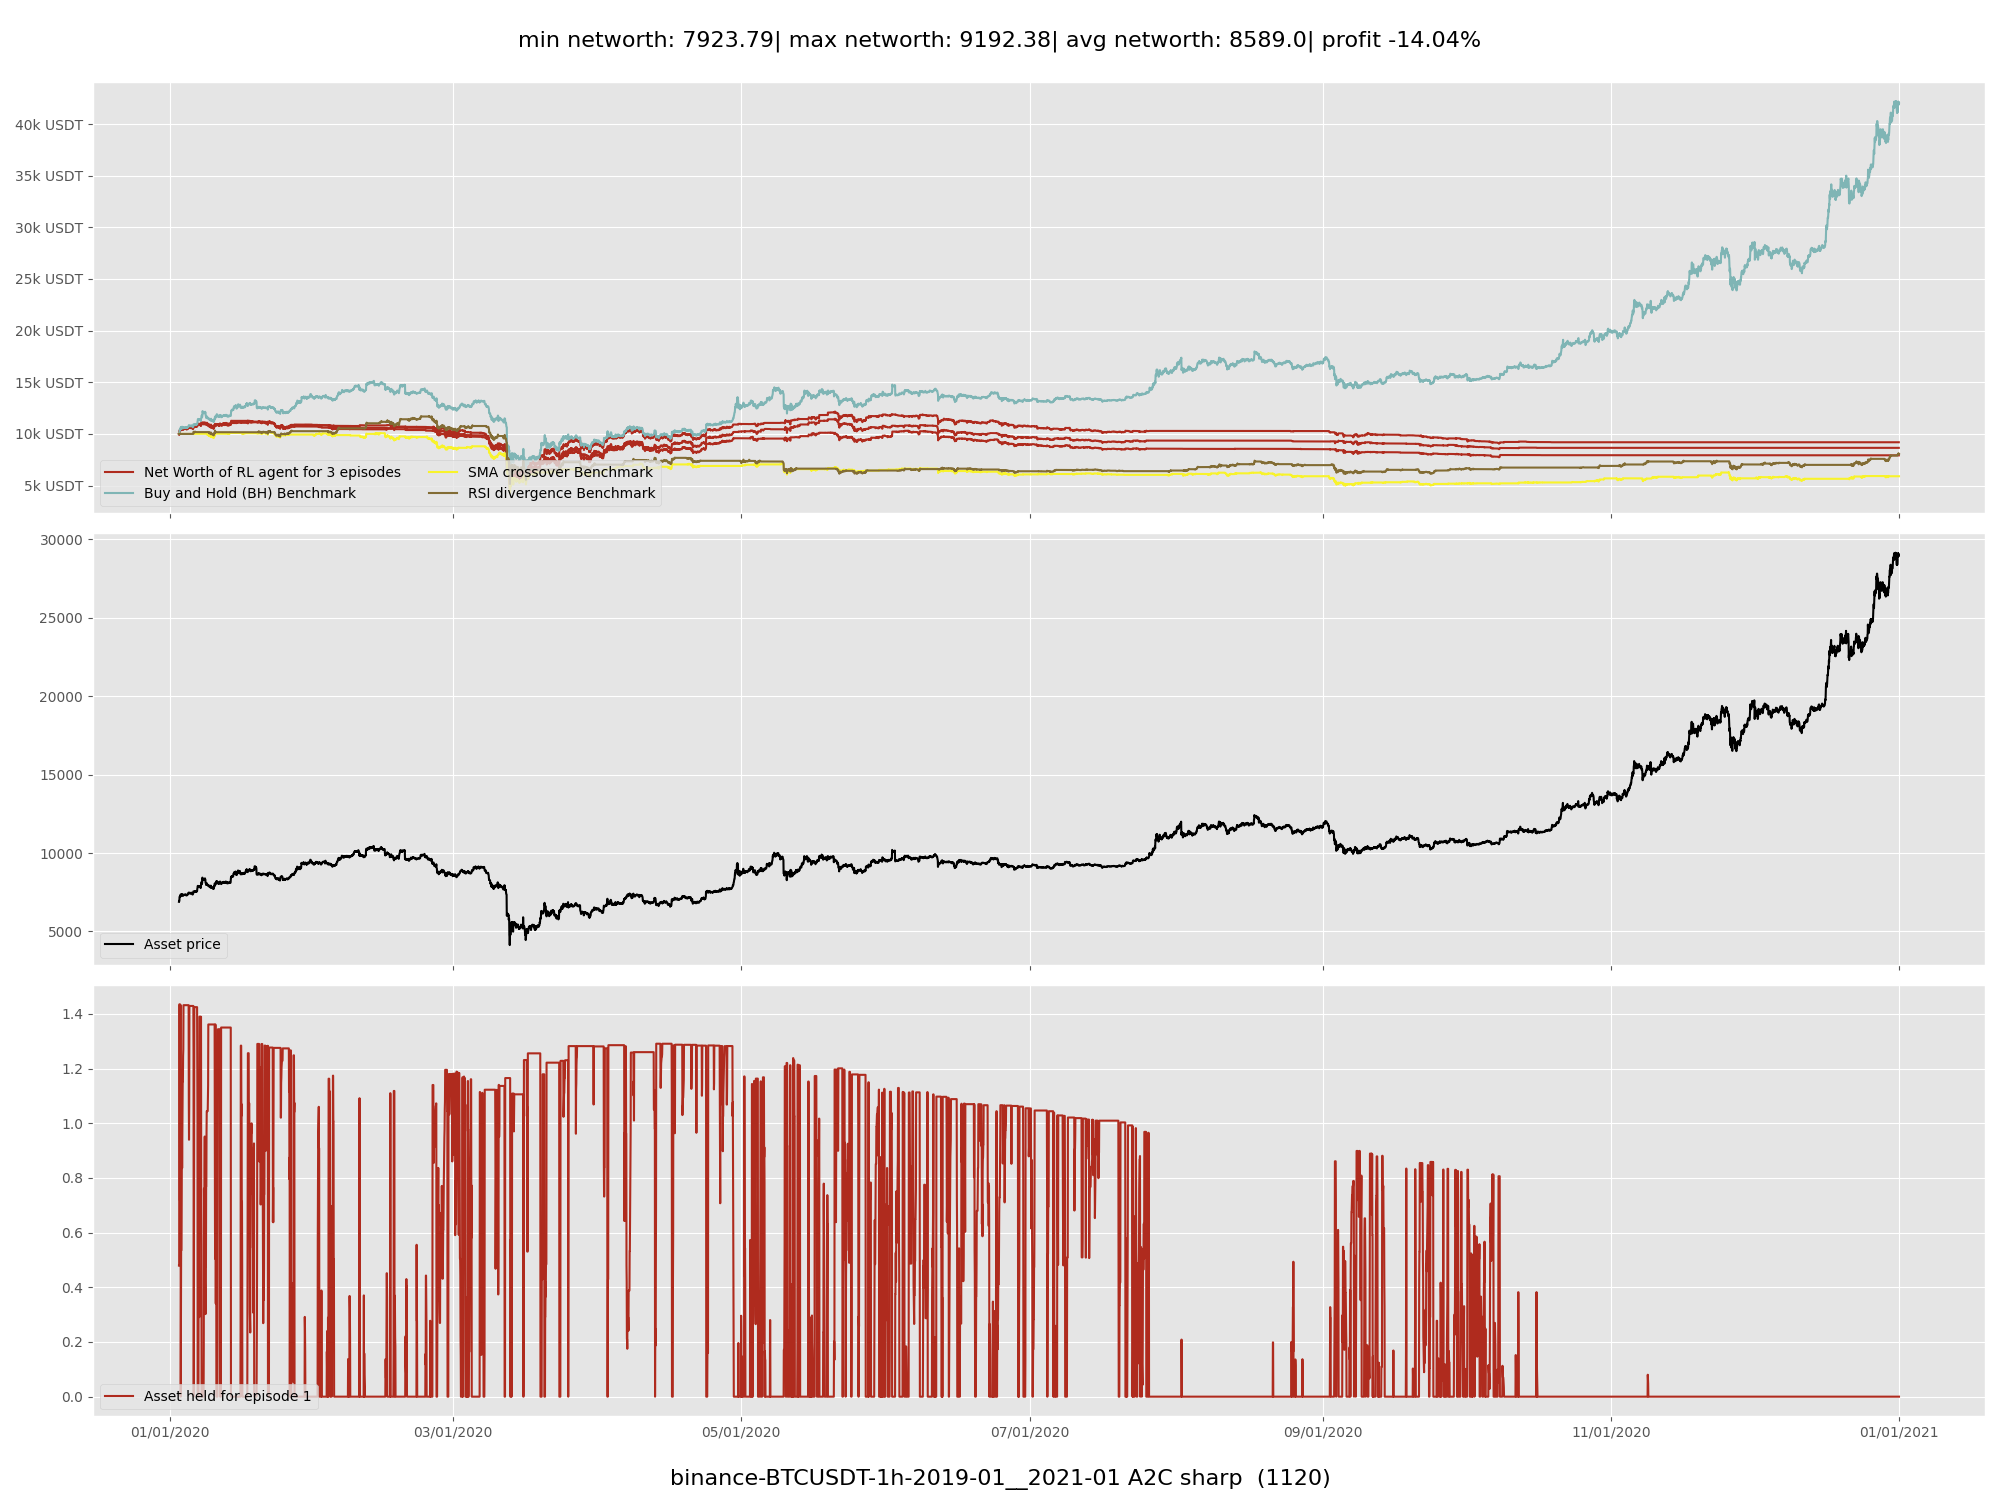 min networth: 7923.79| max networth: 9192.38| avg networth: 8589.0| profit -14.04%
40k USDT
35k USDT
30k USDT
25k USDT
20k USDT
15k USDT
10k USDT
5k USDT
Net Worth of RL agent for 3 episodes
Buy and Hold (BH) Benchmark
SMA crossover Benchmark
RSI divergence Benchmark
30000
25000
20000
15000
10000
5000
Asset price
1.4
1.2
1.0
0.8
0.6
0.4
0.2
0.0
Asset held for episode 1
01/01/2020 03/01/2020 05/01/2020 07/01/2020 09/01/2020 11/01/2020 01/01/2021
binance-BTCUSDT-1h-2019-01__2021-01 A2C sharp (1120)